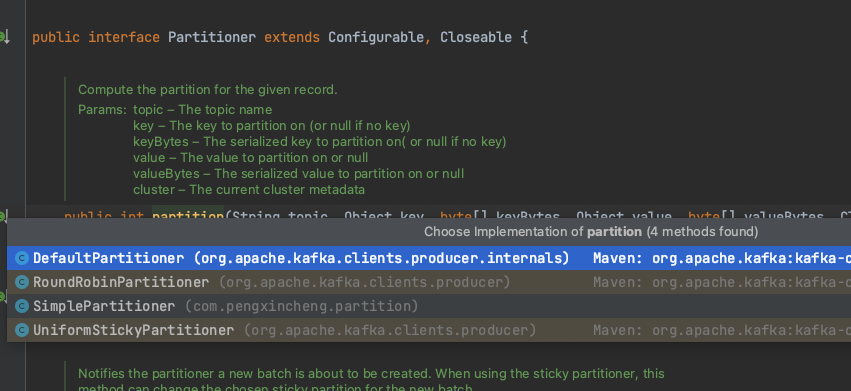 public interface Partitioner extends Configurable, Closeable {
Compute the partition for the given record.
Params: topic – The topic name
key – The key to partition on (or null if no key)
keyBytes – The serialized key to partition on( or null if no key)
value – The value to partition on or null
valueBytes – The serialized value to partition on or null
cluster – The current cluster metadata
public int partition(String topic, Object key, byte[] keyBytes, Object value, byte[] valueBytes, Cl
Choose Implementation of partition (4 methods found)
DefaultPartitioner (org.apache.kafka.clients.producer.internals) Maven: org.apache.kafka:kafka-c
RoundRobinPartitioner (org.apache.kafka.clients.producer) Maven: org.apache.kafka:kafka-c
SimplePartitioner (com.pengxincheng.partition)
UniformStickyPartitioner (org.apache.kafka.clients.producer) Maven: org.apache.kafka:kafka-c
Notifies the partitioner a new batch is about to be created. When using the sticky partitioner, this
method can change the chosen sticky partition for the new batch